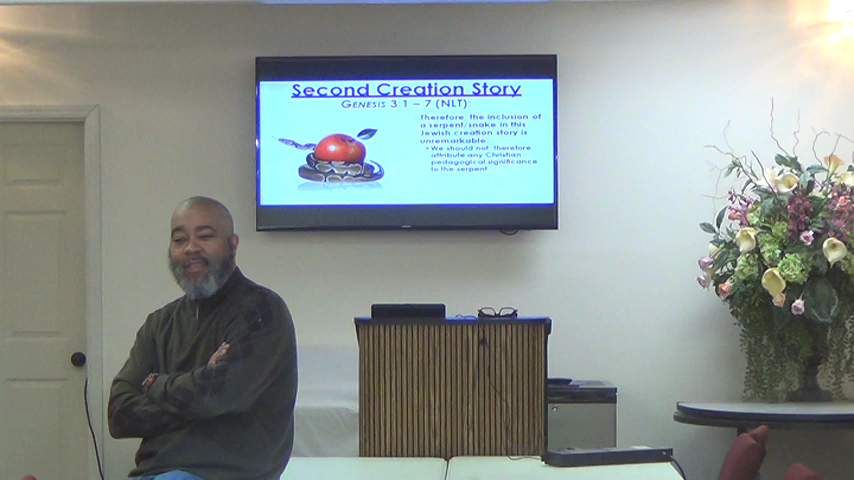 Second Creation Story
Genesis 3:1 – 7 (NLT):
Therefore, the inclusion of
a serpent/snake in this
Jewish creation story is
unremarkable.
• We should not, therefore,
attribute any Christian
pedagogical significance
to the serpent.